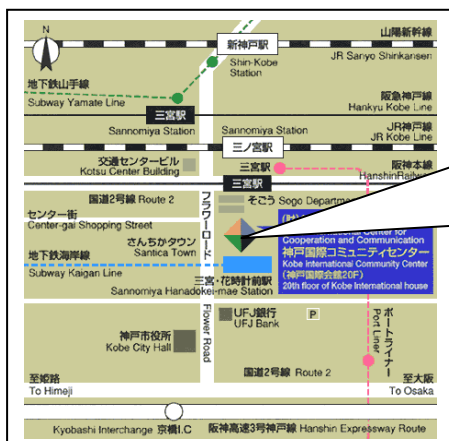 山陽新幹線
JR Sanyo Shinkansen
新神戸駅
Shin-Kobe
Station
N
地下鉄山手線
Subway Yamate Line
阪急神戸線
Hankyu Kobe Line
三宮駅
Sannomiya Station
Sannomiya Station
JR神戸線
JR Kobe Line
三ノ宮駅
交通センタービル
Kotsu Center Building
三宮駅
阪神本線
HanshinRailway
三宮駅
国道2号線 Route 2
そごう Sogo Department
センター街
Center-gai Shopping Street
フラワーロード
さんちかタウン
Santica Town
International Center for
Cooperation and Communication
神戸国際コミュニティセンター
Kobe International Community Center
(神戸国際会館20F)
20th floor of Kobe International house
地下鉄海岸線
Subway Kaigan Line
三宮・花時計前駅
Sannomiya Hanadokei-mae Station
UFJ銀行
UFJ Bank
P
神戸市役所
Kobe City Hall
Flower Road
ポートライナー
Port Liner
国道2号線 Route 2
至姫路
To Himeji
至大阪
To Osaka
Kyobashi Interchange 京橋I.C
阪神高速3号神戸線 Hanshin Expressway Route